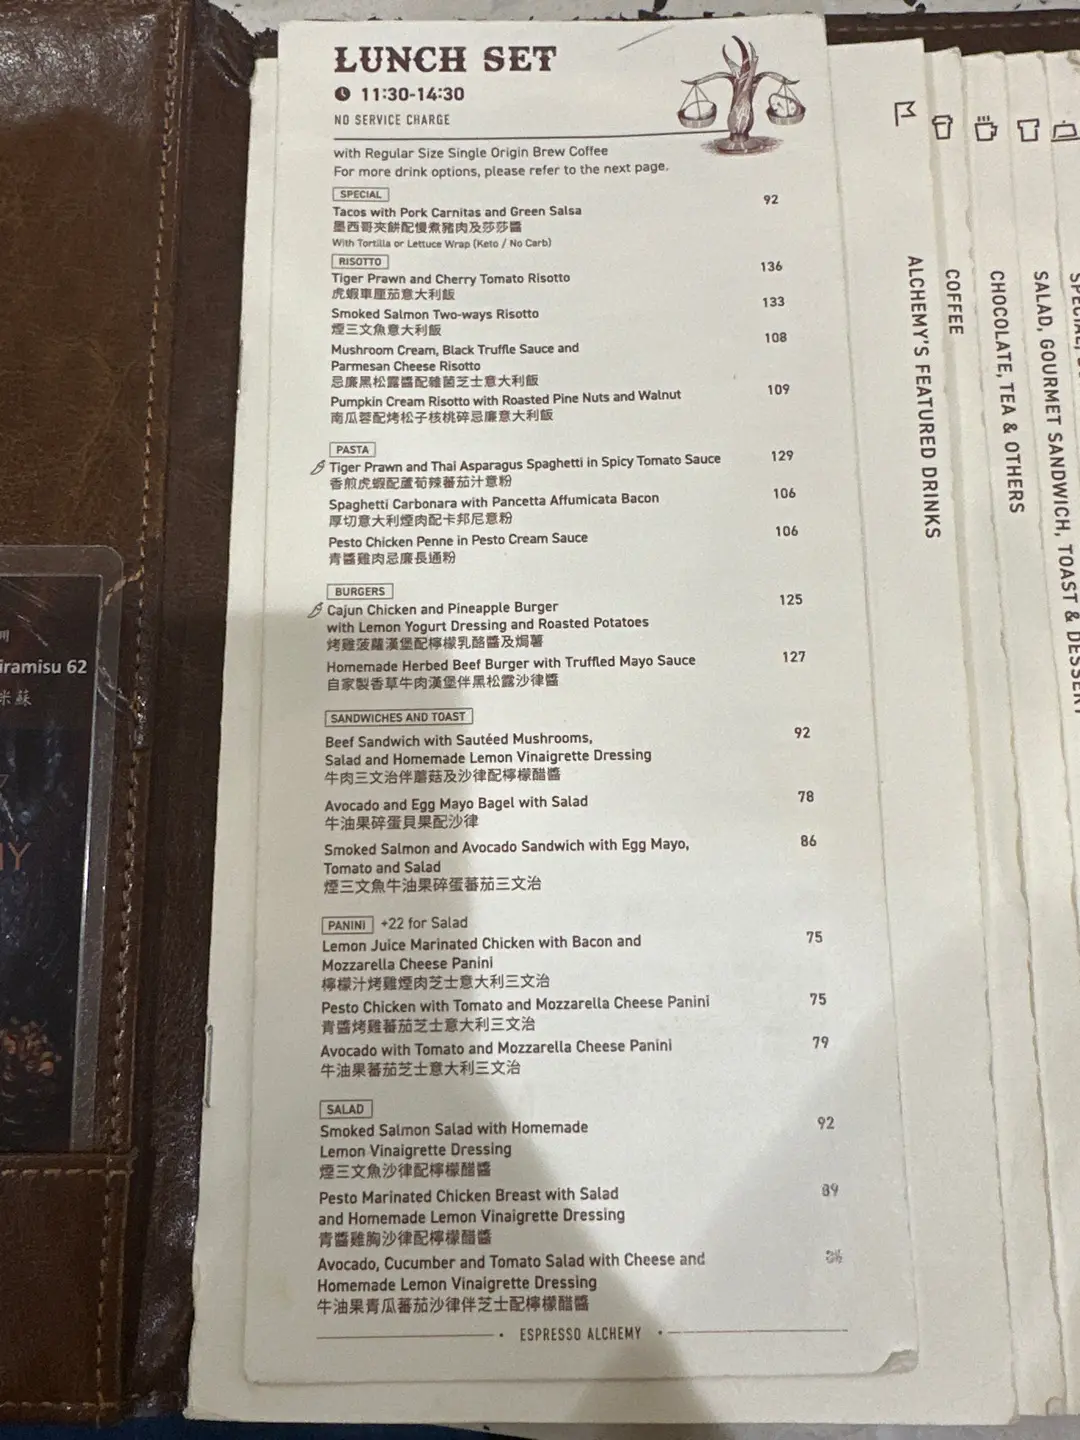 LUNCH SET
11:30-14:30
NO SERVICE CHARGE
with Regular Size Single Origin Brew Coffee
For more drink options, please refer to the next page.
SPECIAL
Tacos with Pork Carnitas and Green Salsa 92
墨西哥夾餅配慢煮豬肉及莎莎醬
With Tortilla or Lettuce Wrap (Keto / No Carb)
RISOTTO
Tiger Prawn and Cherry Tomato Risotto 136
虎蝦車厘茄意大利飯
Smoked Salmon Two-ways Risotto 133
煙三文魚意大利飯
Mushroom Cream, Black Truffle Sauce and 108
Parmesan Cheese Risotto
忌廉黑松露醬配雜菌芝士意大利飯
Pumpkin Cream Risotto with Roasted Pine Nuts and Walnut 109
南瓜蓉配烤松子核桃碎忌廉意大利飯
PASTA
Tiger Prawn and Thai Asparagus Spaghetti in Spicy Tomato Sauce 129
香煎虎蝦配蘆荀辣蕃茄汁意粉
Spaghetti Carbonara with Pancetta Affumicata Bacon 106
厚切意大利煙肉配卡邦尼意粉
Pesto Chicken Penne in Pesto Cream Sauce 106
青醬雞肉忌廉長通粉
BURGERS
Cajun Chicken and Pineapple Burger 125
with Lemon Yogurt Dressing and Roasted Potatoes
烤雞菠蘿漢堡配檸檬乳酪醬及焗薯
Homemade Herbed Beef Burger with Truffled Mayo Sauce 127
自家製香草牛肉漢堡伴黑松露沙律醬
SANDWICHES AND TOAST
Beef Sandwich with Sautéed Mushrooms, 92
Salad and Homemade Lemon Vinaigrette Dressing
牛肉三文治伴蘑菇及沙律配檸檬醋醬
Avocado and Egg Mayo Bagel with Salad 78
牛油果碎蛋貝果配沙律
Smoked Salmon and Avocado Sandwich with Egg Mayo, 86
Tomato and Salad
煙三文魚牛油果碎蛋蕃茄三文治
PANINI +22 for Salad
Lemon Juice Marinated Chicken with Bacon and 75
Mozzarella Cheese Panini
檸檬汁烤雞煙肉芝士意大利三文治
Pesto Chicken with Tomato and Mozzarella Cheese Panini 75
青醬烤雞蕃茄芝士意大利三文治
Avocado with Tomato and Mozzarella Cheese Panini 79
牛油果蕃茄芝士意大利三文治
SALAD
Smoked Salmon Salad with Homemade 92
Lemon Vinaigrette Dressing
煙三文魚沙律配檸檬醋醬
Pesto Marinated Chicken Breast with Salad 89
and Homemade Lemon Vinaigrette Dressing
青醬雞胸沙律配檸檬醋醬
Avocado, Cucumber and Tomato Salad with Cheese and
Homemade Lemon Vinaigrette Dressing
牛油果青瓜蕃茄沙律伴芝士配檸檬醋醬
ESPRESSO ALCHEMY
ALCHEMY'S FEATURED DRINKS
COFFEE
CHOCOLATE, TEA & OTHERS
SALAD, GOURMET SANDWICH, TOAST & DESSERT
iramisu 62
米蘇